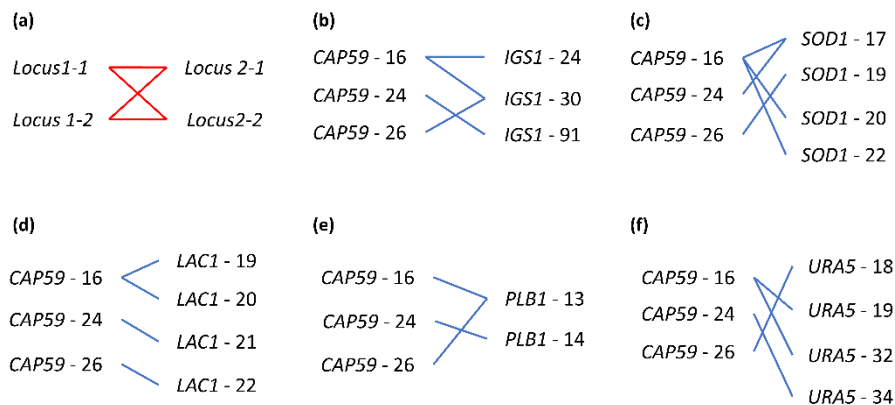 (a)
Locus1-1
Locus 2-1
Locus 1-2
Locus2-2
(b)
CAP59 - 16
IGS1 - 24
CAP59 - 24
IGS1 - 30
CAP59 - 26
IGS1 - 91
(c)
SOD1 - 17
CAP59 - 16
SOD1 - 19
CAP59 - 24
SOD1 - 20
CAP59 - 26
SOD1 - 22
(d)
LAC1 - 19
CAP59 - 16
LAC1 - 20
CAP59 - 24
LAC1 - 21
CAP59 - 26
LAC1 - 22
(e)
CAP59 - 16
PLB1 - 13
CAP59 - 24
PLB1 - 14
CAP59 - 26
(f)
URA5 - 18
CAP59 - 16
URA5 - 19
CAP59 - 24
URA5 - 32
CAP59 - 26
URA5 - 34